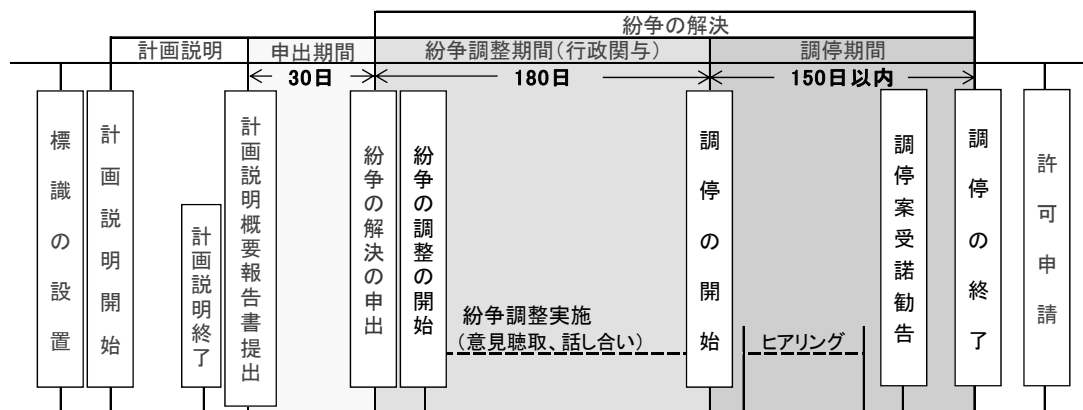 紛争の解決
計画説明
申出期間
紛争調整期間(行政関与)
調停期間
30日
180日
150日以内
標識の設置
計画説明開始
計画説明終了
計画説明概要報告書提出
紛争の解決の申出
紛争の調整の開始
紛争調整実施
(意見聴取、話し合い)
調停の開始
ヒアリング
調停案受諾勧告
調停の終了
許可申請